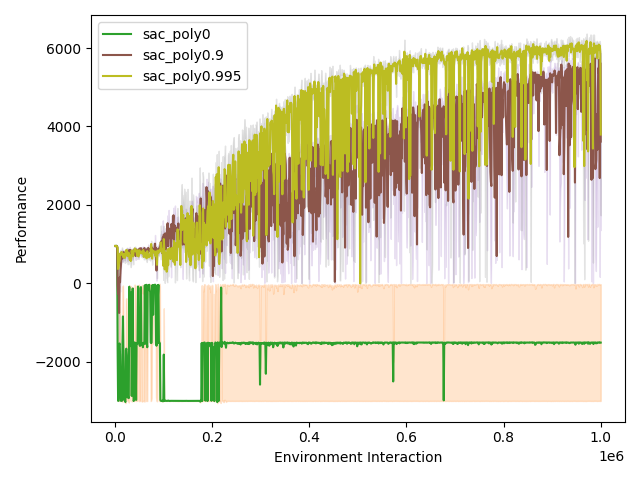 sac_poly0
sac_poly0.9
sac_poly0.995
6000
4000
2000
0
−2000
Performance
0.0 0.2 0.4 0.6 0.8 1.0
1e6
Environment Interaction